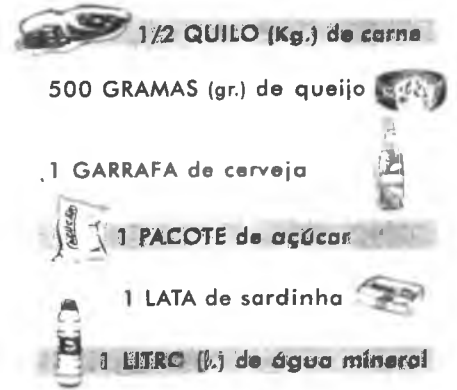 1/2 QUILO (Kg.) de carne
500 GRAMAS (gr.) de queijo
1 GARRAFA de cerveja
1 PACOTE de açúcar
1 LATA de sardinha
1 LITRO (l.) de água mineral